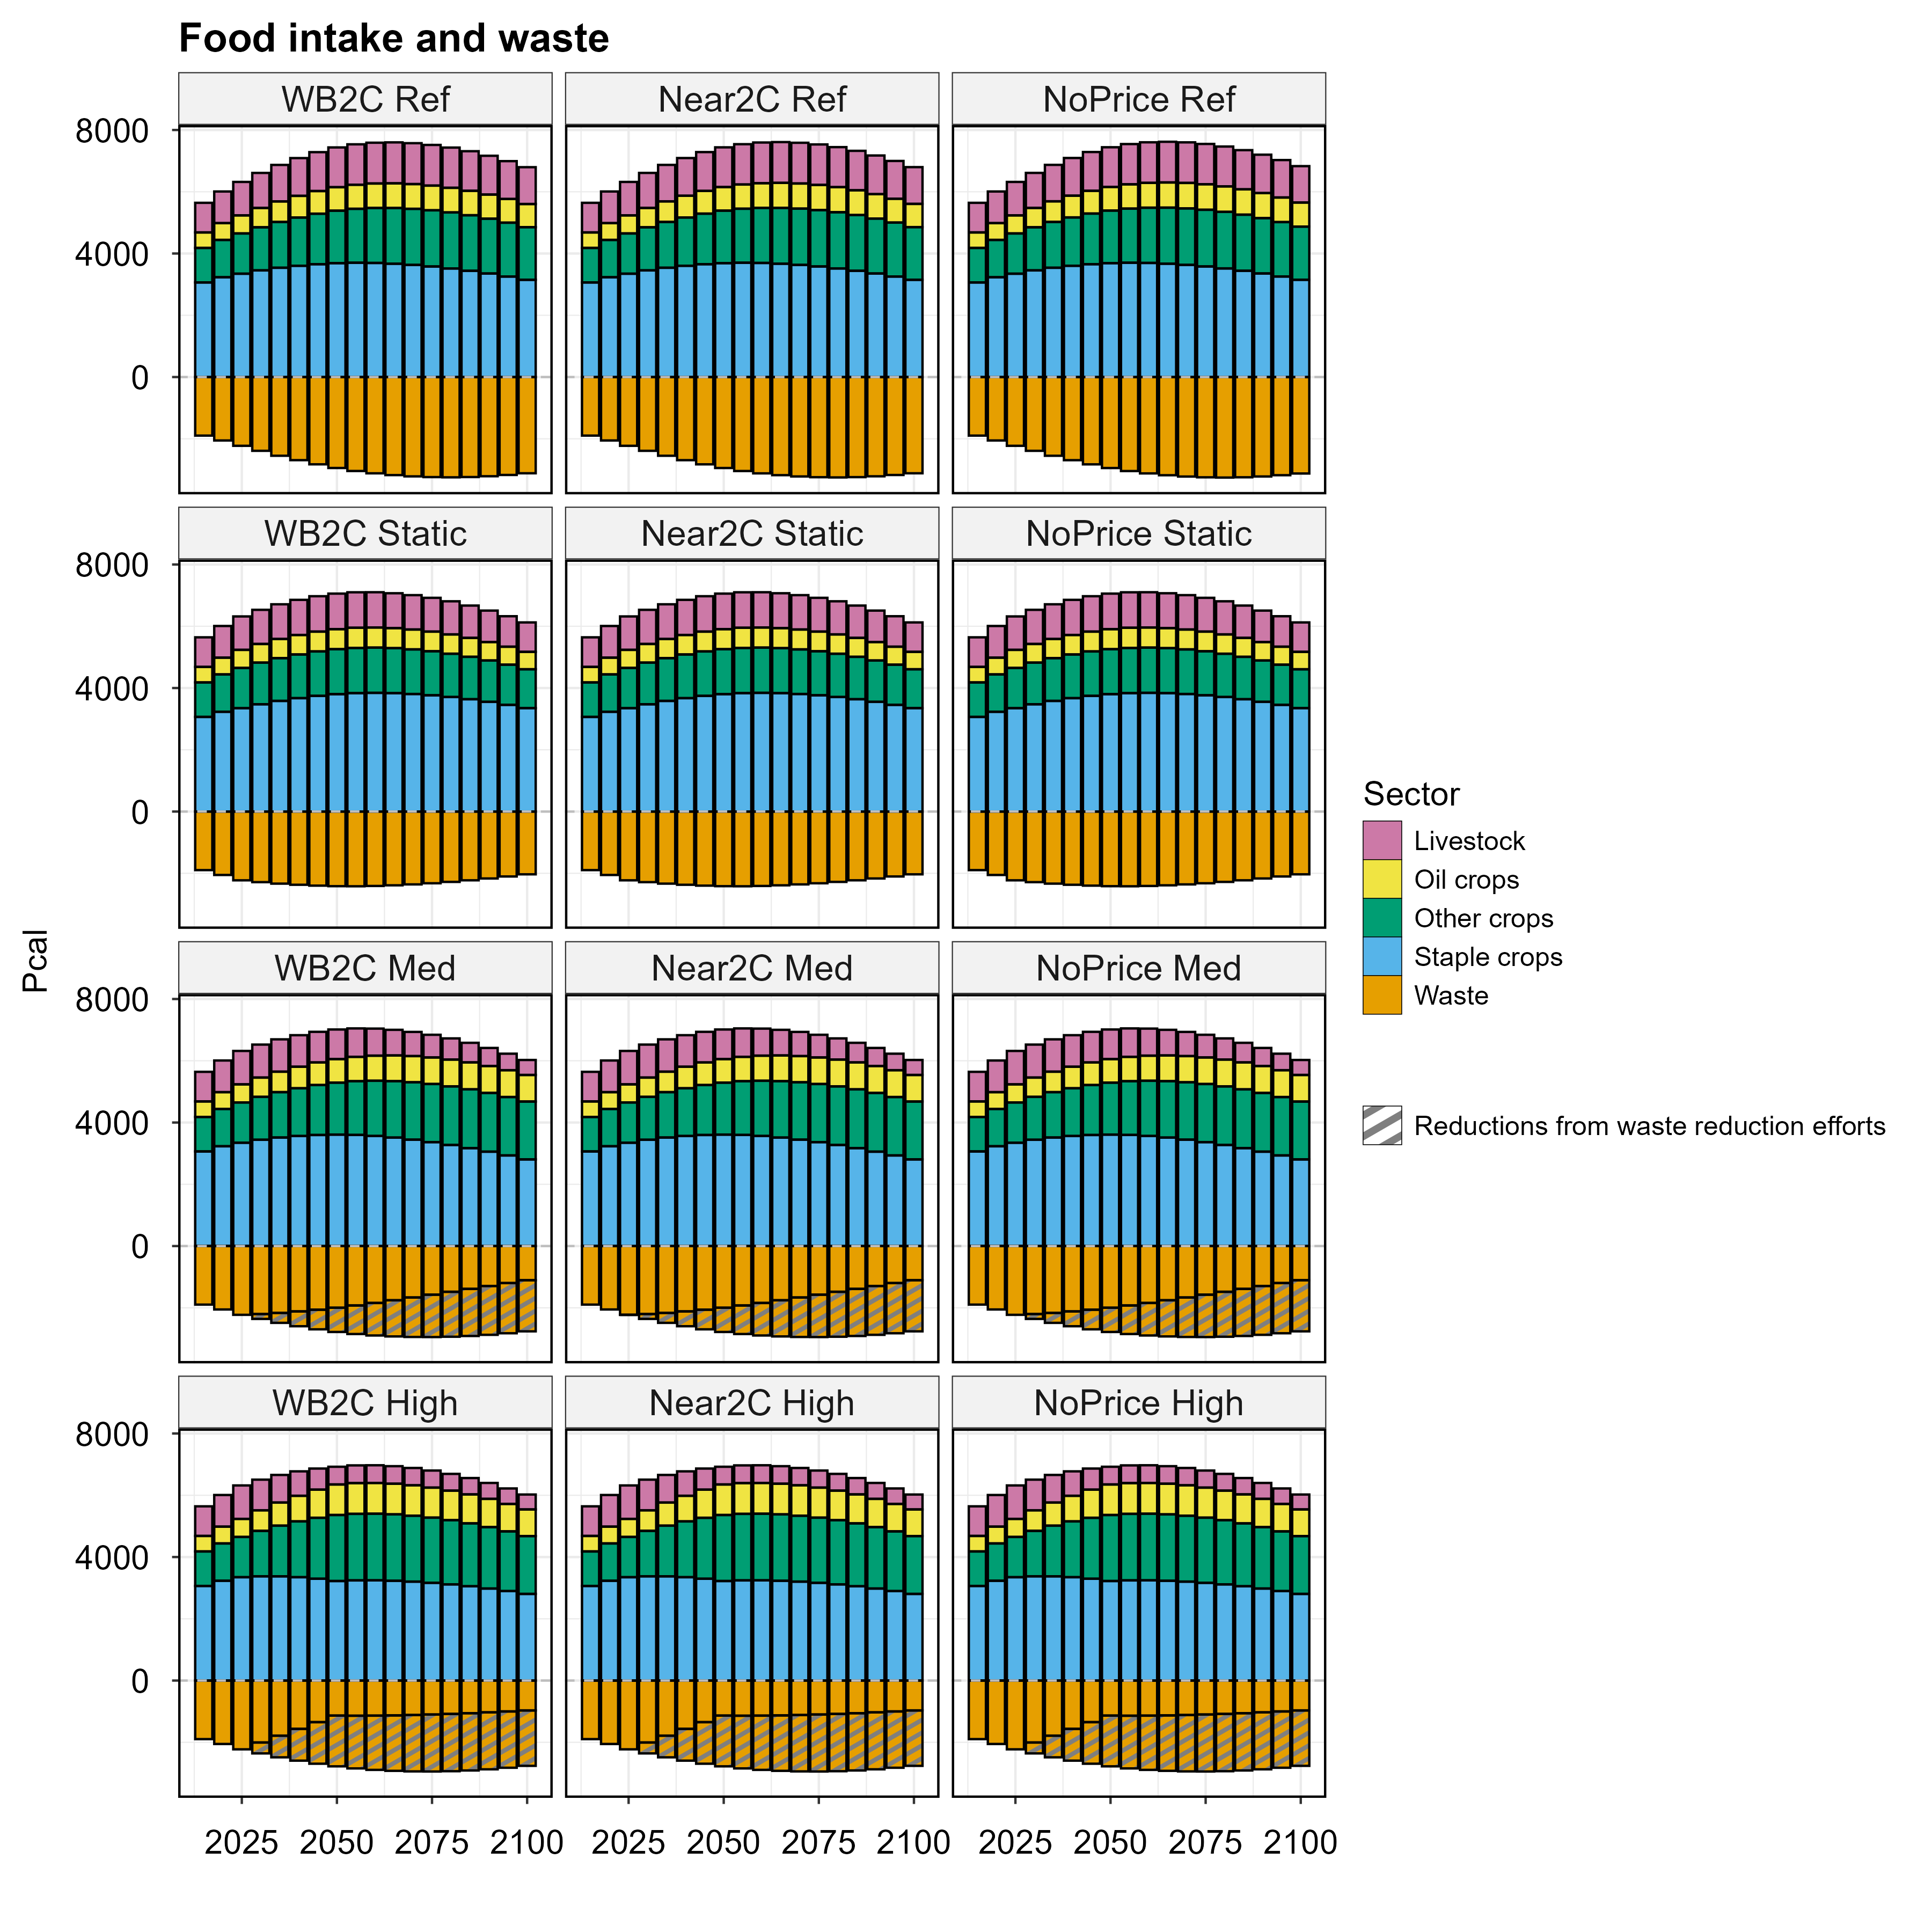 Food intake and waste
WB2C Ref
Near2C Ref
NoPrice Ref
8000
4000
0
WB2C Static
Near2C Static
NoPrice Static
8000
4000
0
WB2C Med
Near2C Med
NoPrice Med
8000
4000
0
WB2C High
Near2C High
NoPrice High
8000
4000
0
2025 2050 2075 2100
2025 2050 2075 2100
2025 2050 2075 2100
Pcal
Sector
Livestock
Oil crops
Other crops
Staple crops
Waste
Reductions from waste reduction efforts